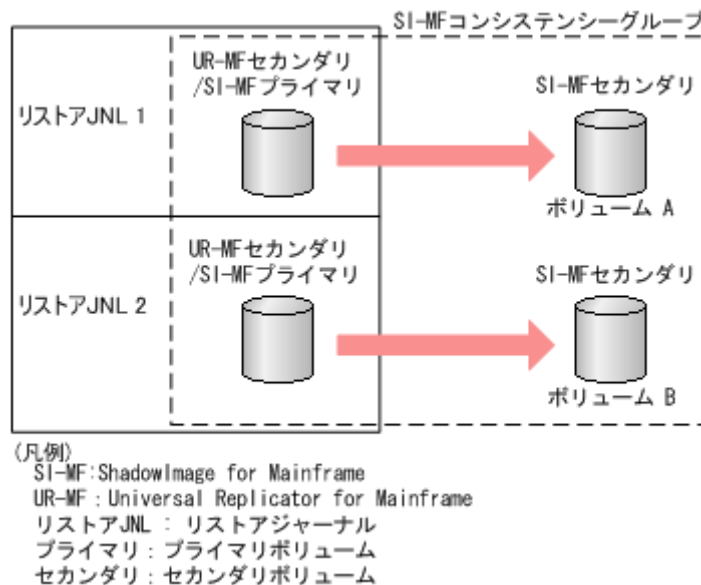 SI-MFコンシステンシーグループ
UR-MFセカンダリ
/SI-MFプライマリ
SI-MFセカンダリ
リストアJNL 1
ボリューム A
UR-MFセカンダリ
/SI-MFプライマリ
SI-MFセカンダリ
リストアJNL 2
ボリューム B
(凡例)
SI-MF:ShadowImage for Mainframe
UR-MF : Universal Replicator for Mainframe
リストアJNL : リストアジャーナル
プライマリ : プライマリボリューム
セカンダリ : セカンダリボリューム